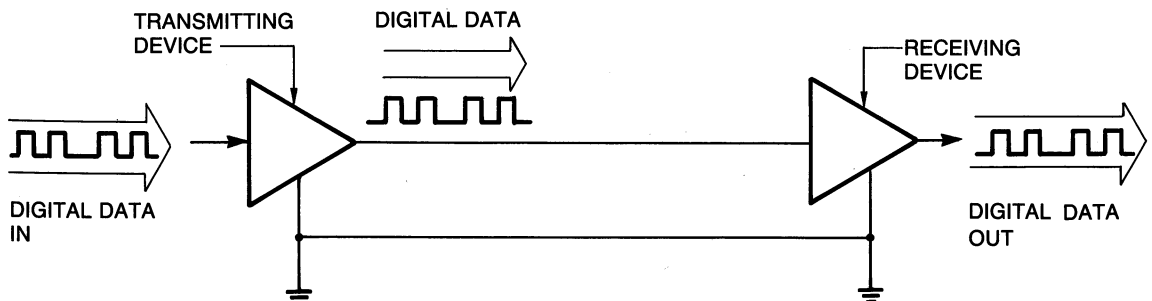 TRANSMITTING
DEVICE
DIGITAL DATA
RECEIVING
DEVICE
DIGITAL DATA
IN
DIGITAL DATA
OUT